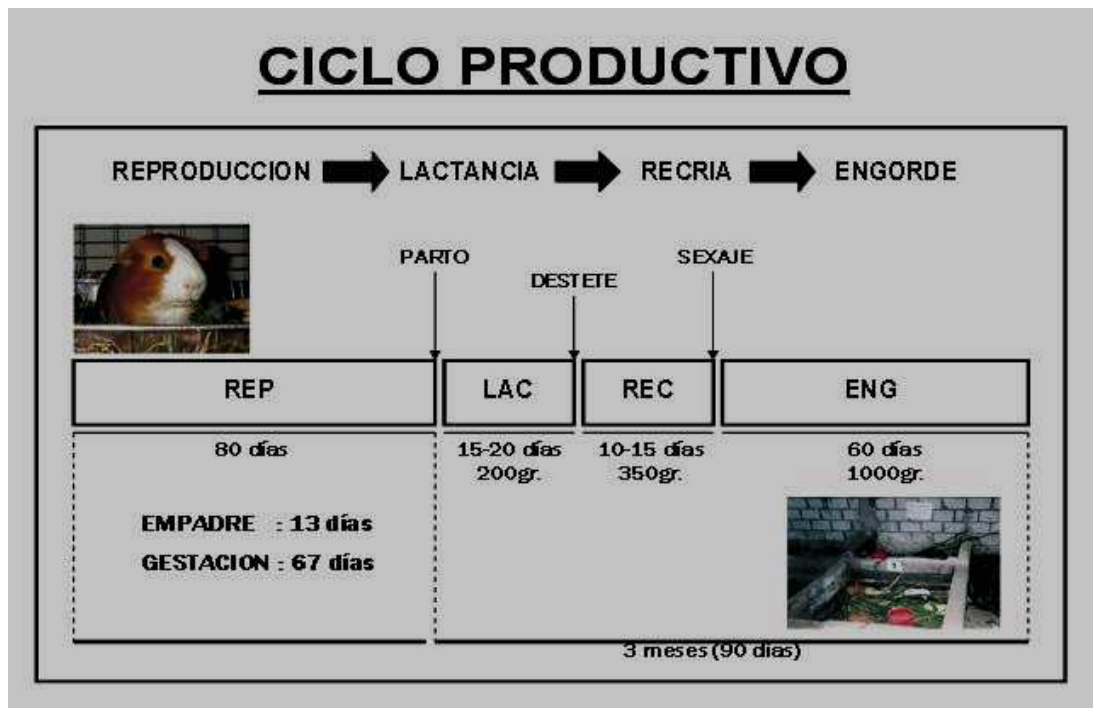 CICLO PRODUCTIVO
REPRODUCCION LACTANCIA RECRIA ENGORDE
PARTO
DESTETE
SEXAJE
REP LAC REC ENG
80 días 15-20 días 10-15 días 60 días
200gr. 350gr. 1000gr.
EMPADRE : 13 días
GESTACION : 67 días
3 meses (90 dias)